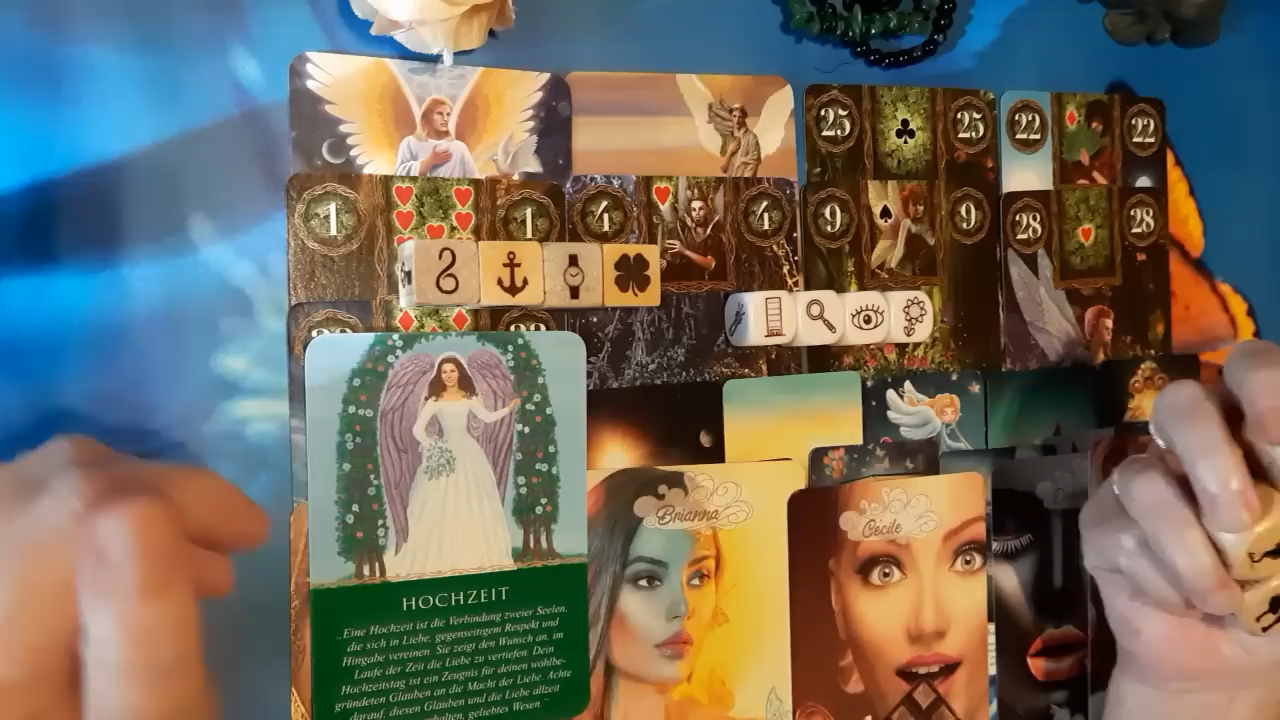 25 25
22 22
1 1
4 4
9 9
28 28
Brianna
Cécile
HOCHZEIT
„Eine Hochzeit ist die Verbindung zweier Seelen,
die sich in Liebe, gegenseitigem Respekt und
Hingabe vereinen. Sie zeigt den Wunsch an, im
Laufe der Zeit die Liebe zu vertiefen. Dein
Hochzeitstag ist ein Zeugnis für deinen wohlbe-
gründeten Glauben an die Macht der Liebe. Achte
darauf, diesen Glauben und die Liebe allzeit
erhalten, geliebtes Wesen.“